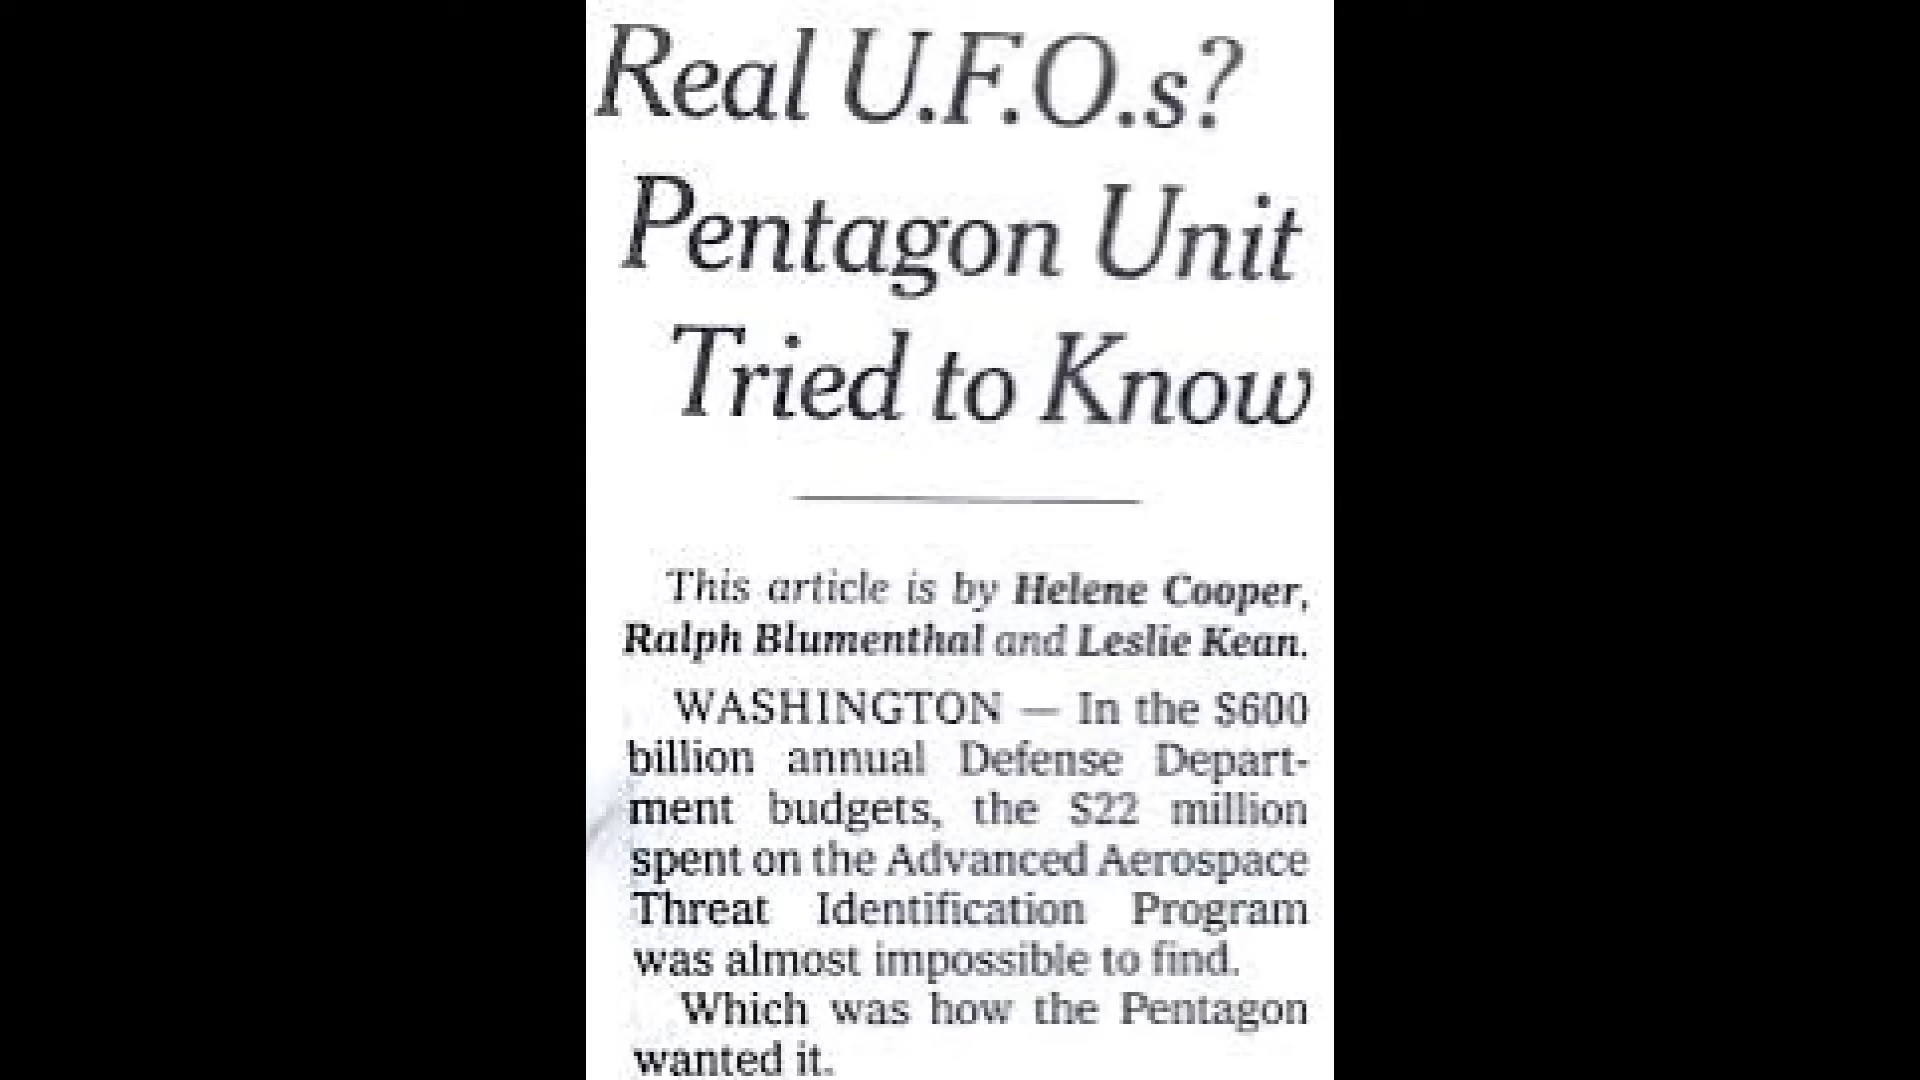 Real U.F.O.s?
Pentagon Unit
Tried to Know
This article is by Helene Cooper,
Ralph Blumenthal and Leslie Kean.
WASHINGTON — In the $600
billion annual Defense Depart-
ment budgets, the $22 million
spent on the Advanced Aerospace
Threat Identification Program
was almost impossible to find.
Which was how the Pentagon
wanted it.